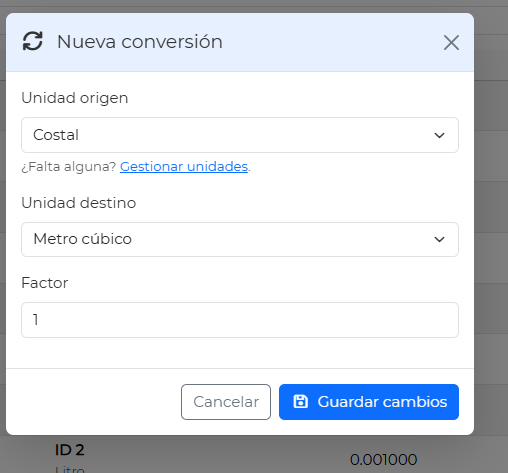 Nueva conversión
Unidad origen
Costal
¿Falta alguna? Gestionar unidades.
Unidad destino
Metro cúbico
Factor
1
Cancelar
Guardar cambios
ID 2
Litro
0.001000